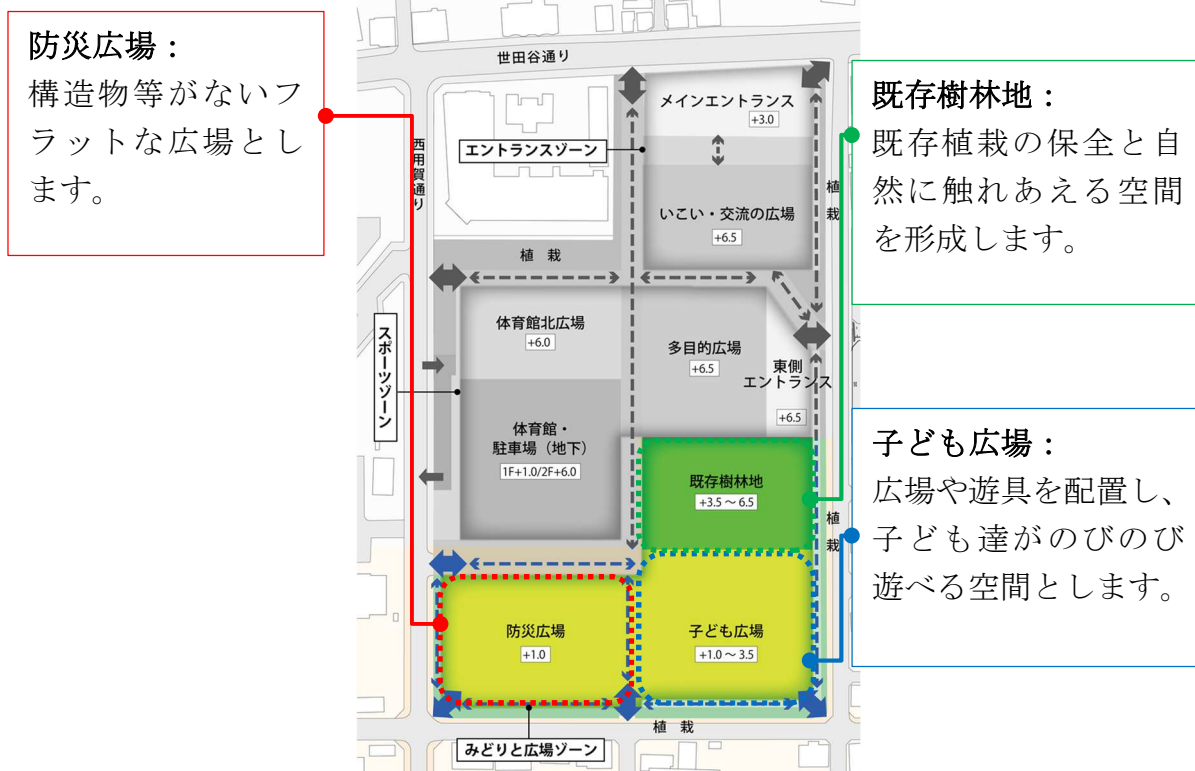 防災広場：
構造物等がないフ
ラットな広場とし
ます。
世田谷通り
西用賀通り
メインエントランス
+3.0
エントランスゾーン
いこい・交流の広場
+6.5
植栽
植栽
既存樹林地：
既存植栽の保全と自
然に触れあえる空間
を形成します。
スポーツゾーン
体育館北広場
+6.0
多目的広場
+6.5
東側
エントランス
+6.5
体育館・
駐車場（地下）
1F+1.0/2F+6.0
既存樹林地
+3.5～6.5
植栽
子ども広場：
広場や遊具を配置し、
子ども達がのびのび
遊べる空間とします。
防災広場
+1.0
子ども広場
+1.0～3.5
植栽
みどりと広場ゾーン